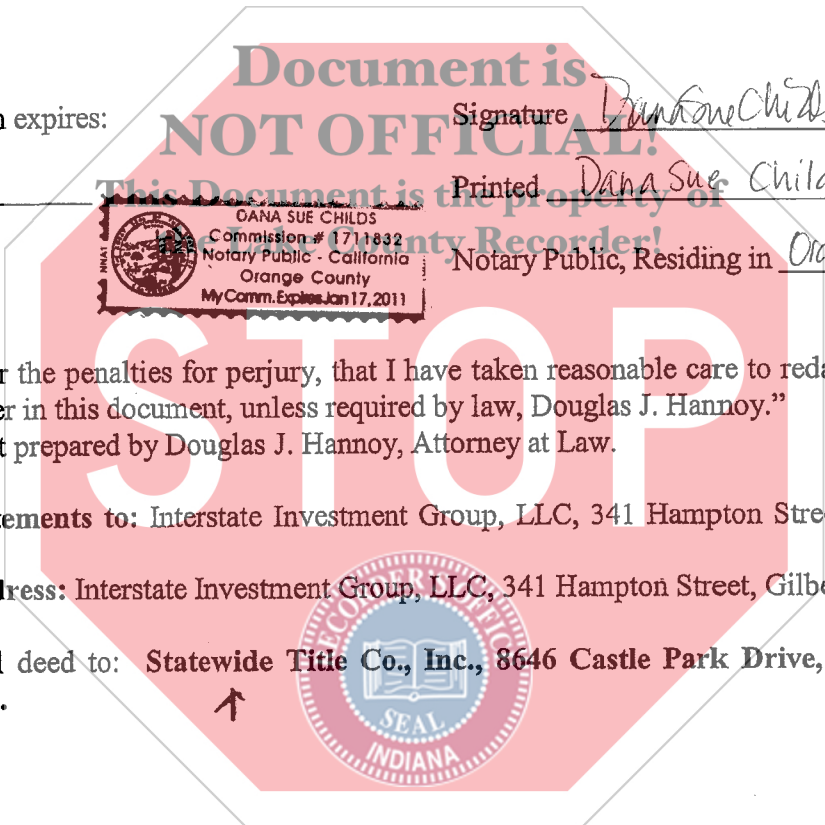 Document is
NOT OFFICIAL!
This Document is the property of
the Lake County Recorder!
STOP
n expires:
Signature Dana Sue Childs
Printed Dana Sue Child
DANA SUE CHILDS
Commission # 1711832
Notary Public - California
Orange County
My Comm. Expires Jan 17, 2011
NNA1
Notary Public, Residing in Ora
r the penalties for perjury, that I have taken reasonable care to reda
er in this document, unless required by law, Douglas J. Hannoy.”
t prepared by Douglas J. Hannoy, Attorney at Law.
tements to: Interstate Investment Group, LLC, 341 Hampton Stre
dress: Interstate Investment Group, LLC, 341 Hampton Street, Gilbe
l deed to: Statewide Title Co., Inc., 8646 Castle Park Drive,
RECORDER'S OFFICE
SEAL
INDIANA